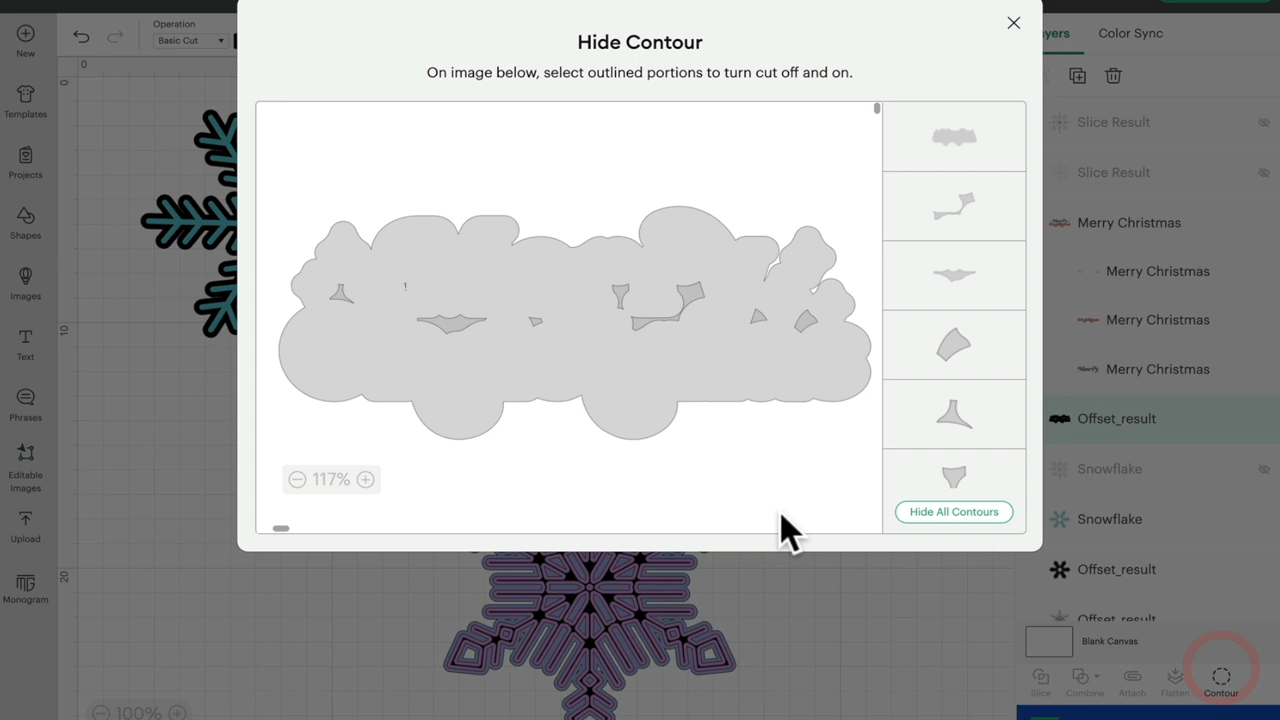 Hide Contour
On image below, select outlined portions to turn cut off and on.
117%
Hide All Contours
Operation
Basic Cut
0
0
10
20
New
Templates
Projects
Shapes
Images
Text
Phrases
Editable
Images
Upload
Monogram
100%
yers
Color Sync
Slice Result
Slice Result
Merry Christmas
Merry Christmas
Merry Christmas
Merry Christmas
Offset_result
Snowflake
Snowflake
Offset_result
Offset_result
Blank Canvas
Slice
Combine
Attach
Flatten
Contour